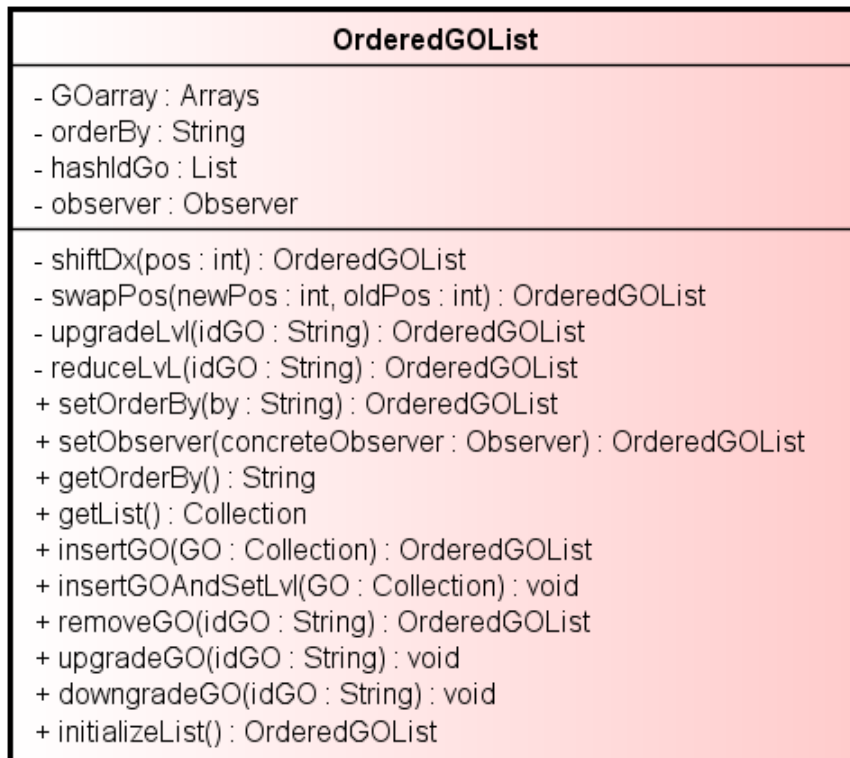 OrderedGOList
- GOarray : Arrays
- orderBy : String
- hashIdGo : List
- observer : Observer
- shiftDx(pos : int) : OrderedGOList
- swapPos(newPos : int, oldPos : int) : OrderedGOList
- upgradeLvl(idGO : String) : OrderedGOList
- reduceLvL(idGO : String) : OrderedGOList
+ setOrderBy(by : String) : OrderedGOList
+ setObserver(concreteObserver : Observer) : OrderedGOList
+ getOrderBy() : String
+ getList() : Collection
+ insertGO(GO : Collection) : OrderedGOList
+ insertGOAndSetLvl(GO : Collection) : void
+ removeGO(idGO : String) : OrderedGOList
+ upgradeGO(idGO : String) : void
+ downgradeGO(idGO : String) : void
+ initializeList() : OrderedGOList